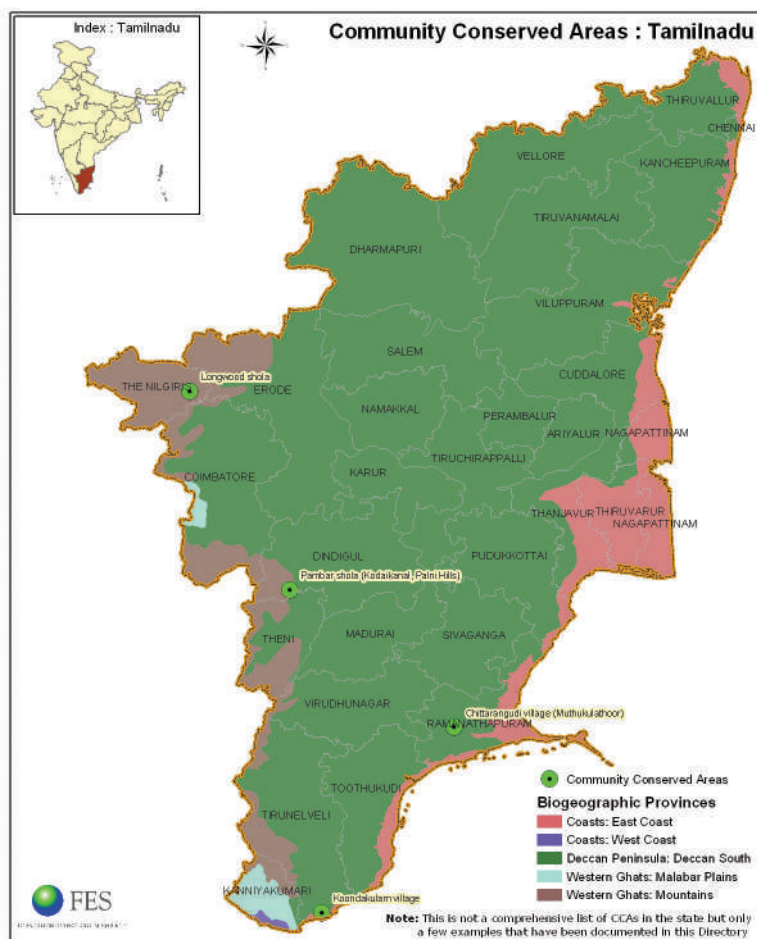 Index : Tamilnadu
Community Conserved Areas : Tamilnadu
THIRUVALLUR
CHENNAI
VELLORE
KANCHEEPURAM
TIRUVANAMALAI
DHARMAPURI
VILUPPURAM
SALEM
Longwood shola
THE NILGIRIS
ERODE
CUDDALORE
NAMAKKAL
PERAMBALUR
ARIYALUR
NAGAPATTINAM
TIRUCHIRAPPALLI
COIMBATORE
KARUR
THANJAVUR
THIRUVARUR
NAGAPATTINAM
DINDIGUL
PUDUKKOTTAI
Pambar shola (Kodaikanal, Palni Hills)
THENI
MADURAI
SIVAGANGA
VIRUDHUNAGAR
Chittarangudi village (Muthukulathoor)
RAMANATHAPURAM
TOOTHUKUDI
TIRUNELVELI
KANNIYAKUMARI
Koondakulam village
Community Conserved Areas
Biogeographic Provinces
Coasts: East Coast
Coasts: West Coast
Deccan Peninsula: Deccan South
Western Ghats: Malabar Plains
Western Ghats: Mountains
FES
Note: This is not a comprehensive list of CCAs in the state but only
a few examples that have been documented in this Directory